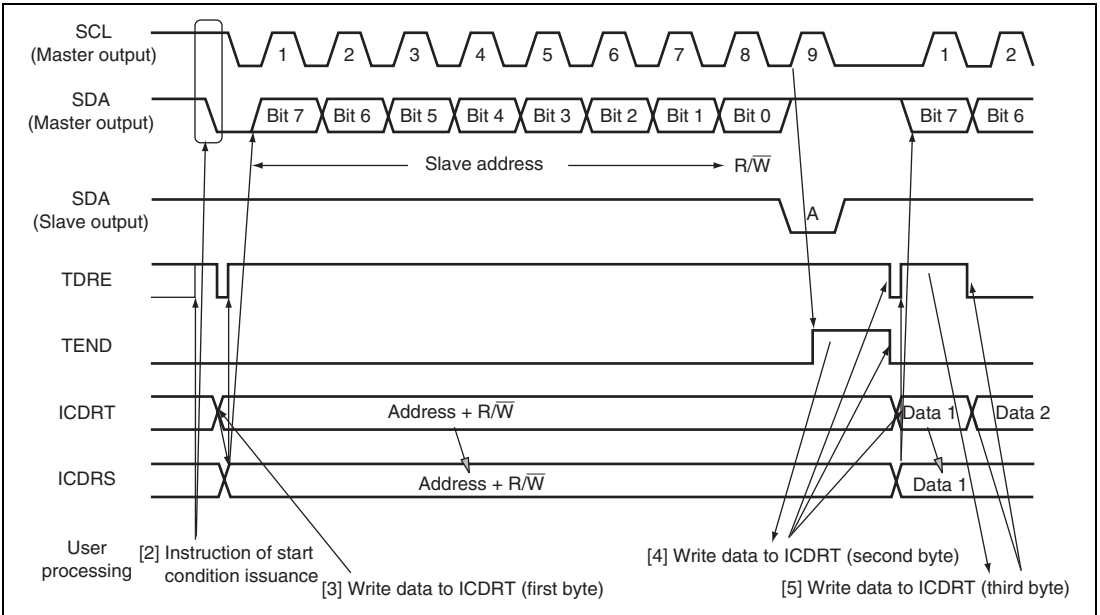 SCL
(Master output)
1 2 3 4 5 6 7 8 9 1 2
SDA
(Master output)
Bit 7 Bit 6 Bit 5 Bit 4 Bit 3 Bit 2 Bit 1 Bit 0 Bit 7 Bit 6
Slave address R/W̅
SDA
(Slave output)
A
TDRE
TEND
ICDRT
Address + R/W̅ Data 1 Data 2
ICDRS
Address + R/W̅ Data 1
User
processing
[2] Instruction of start
condition issuance
[3] Write data to ICDRT (first byte)
[4] Write data to ICDRT (second byte)
[5] Write data to ICDRT (third byte)